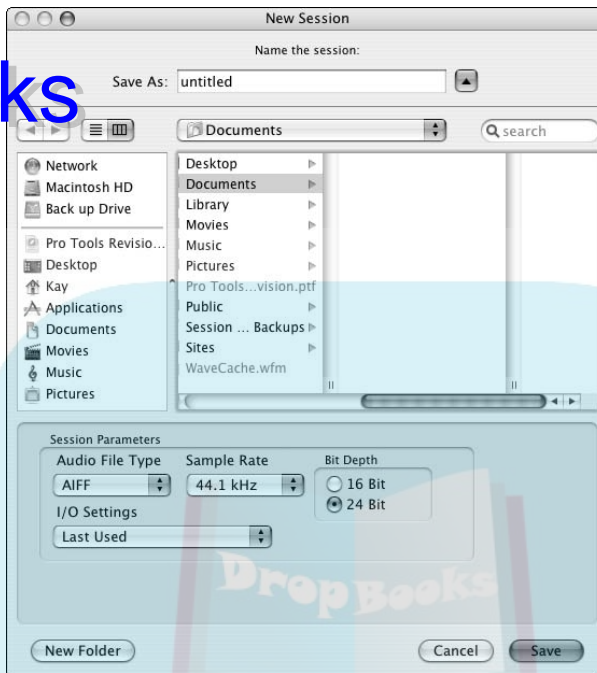 New Session
Name the session:
Save As: untitled
ks
Documents
search
Network
Macintosh HD
Back up Drive
Pro Tools Revisio...
Desktop
Kay
Applications
Documents
Movies
Music
Pictures
Desktop
Documents
Library
Movies
Music
Pictures
Pro Tools...vision.ptf
Public
Session ... Backups
Sites
WaveCache.wfm
Session Parameters
Audio File Type Sample Rate Bit Depth
AIFF 44.1 kHz 16 Bit
24 Bit
I/O Settings
Last Used
DropBooks
New Folder Cancel Save